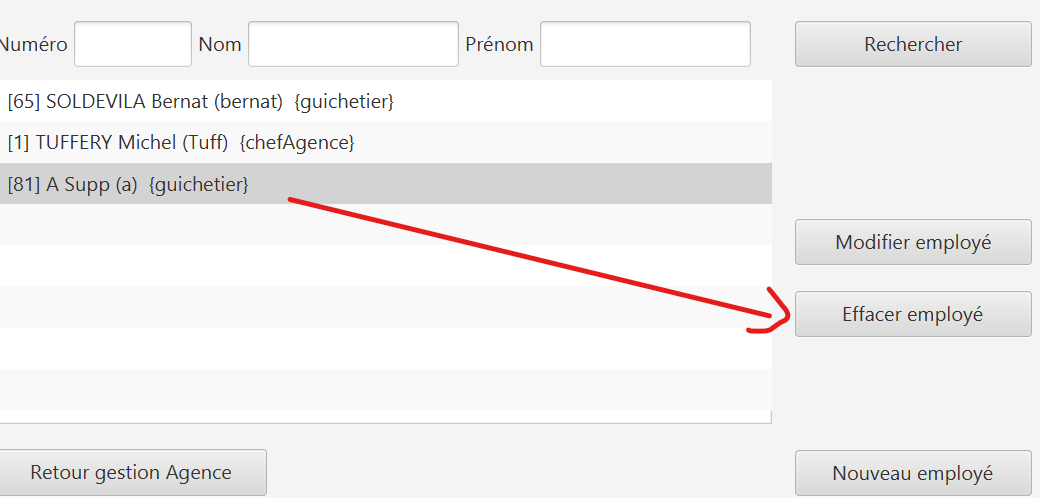 Numéro Nom Prénom Rechercher
[65] SOLDEVILA Bernat (bernat) {guichetier}
[1] TUFFERY Michel (Tuff) {chefAgence}
[81] A Supp (a) {guichetier}
Modifier employé
Effacer employé
Retour gestion Agence Nouveau employé